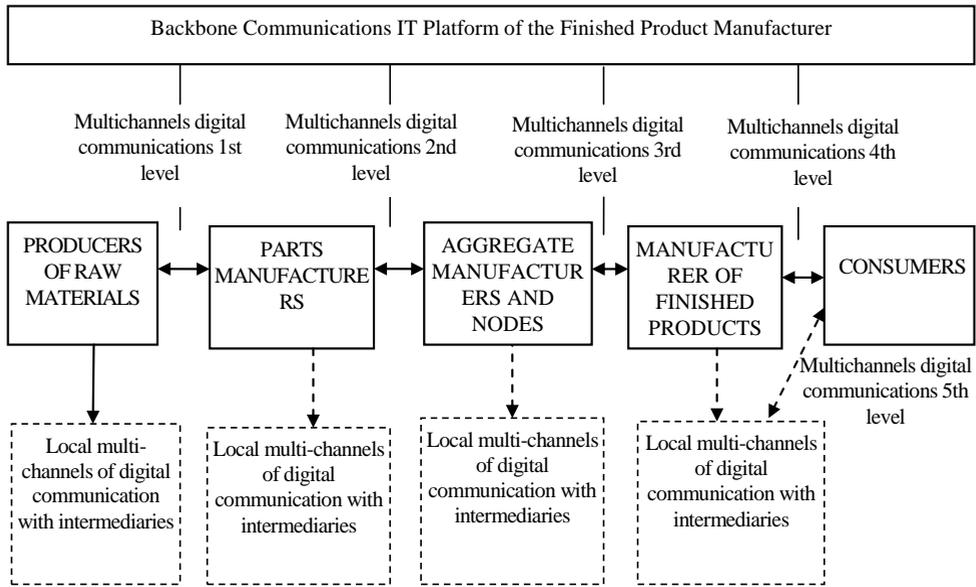 Backbone Communications IT Platform of the Finished Product Manufacturer
Multichannels digital
communications 1st
level
Multichannels digital
communications 2nd
level
Multichannels digital
communications 3rd
level
Multichannels digital
communications 4th
level
PRODUCERS
OF RAW
MATERIALS
PARTS
MANUFACTURE
RS
AGGREGATE
MANUFACTUR
ERS AND
NODES
MANUFACTU
RER OF
FINISHED
PRODUCTS
CONSUMERS
Multichannels digital
communications 5th
level
Local multi-
channels of digital
communication
with intermediaries
Local multi-channels
of digital
communication with
intermediaries
Local multi-channels
of digital
communication with
intermediaries
Local multi-channels
of digital
communication with
intermediaries